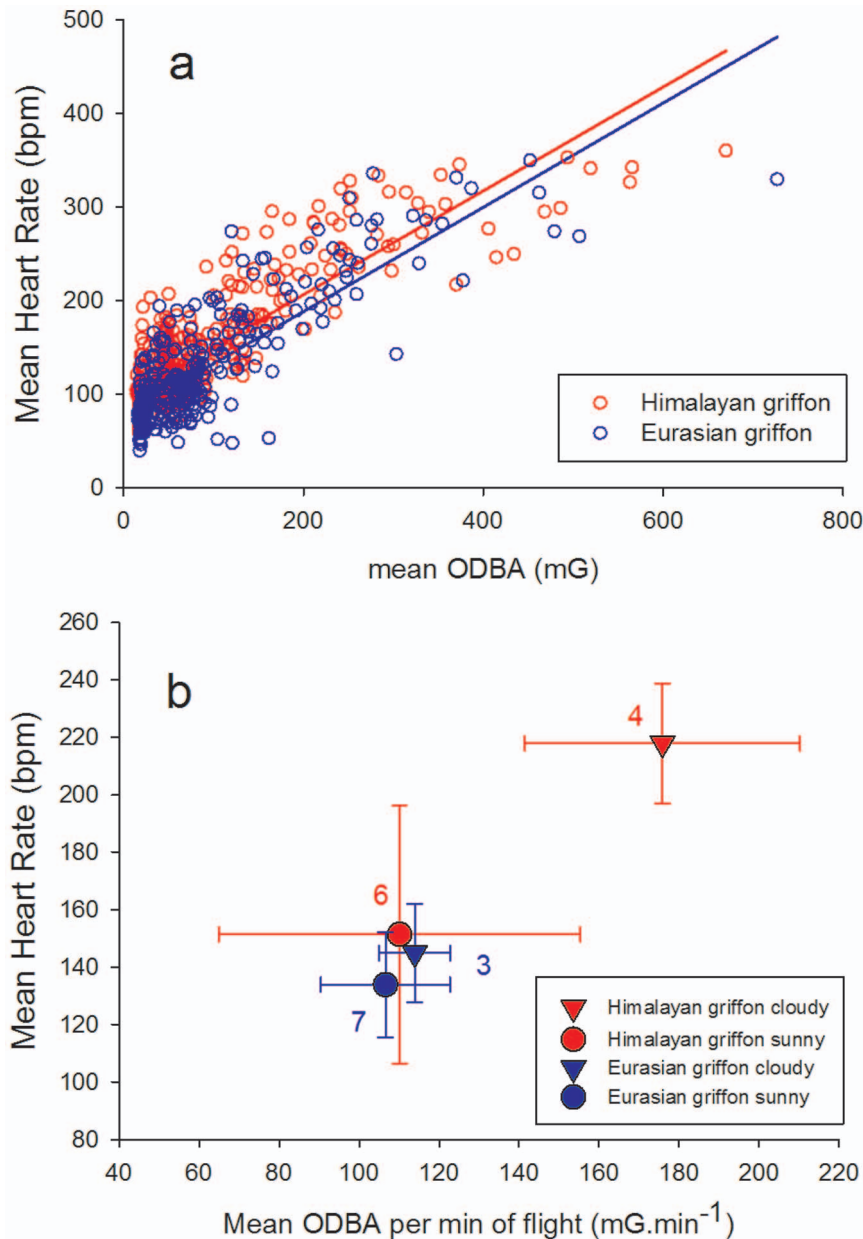 a
Mean Heart Rate (bpm)
500
400
300
200
100
0
0 200 400 600 800
mean ODBA (mG)
Himalayan griffon
Eurasian griffon
b
Mean Heart Rate (bpm)
260
240
220
200
180
160
140
120
100
80
4
6
3
7
Himalayan griffon cloudy
Himalayan griffon sunny
Eurasian griffon cloudy
Eurasian griffon sunny
40 60 80 100 120 140 160 180 200 220
Mean ODBA per min of flight (mG.min⁻¹)